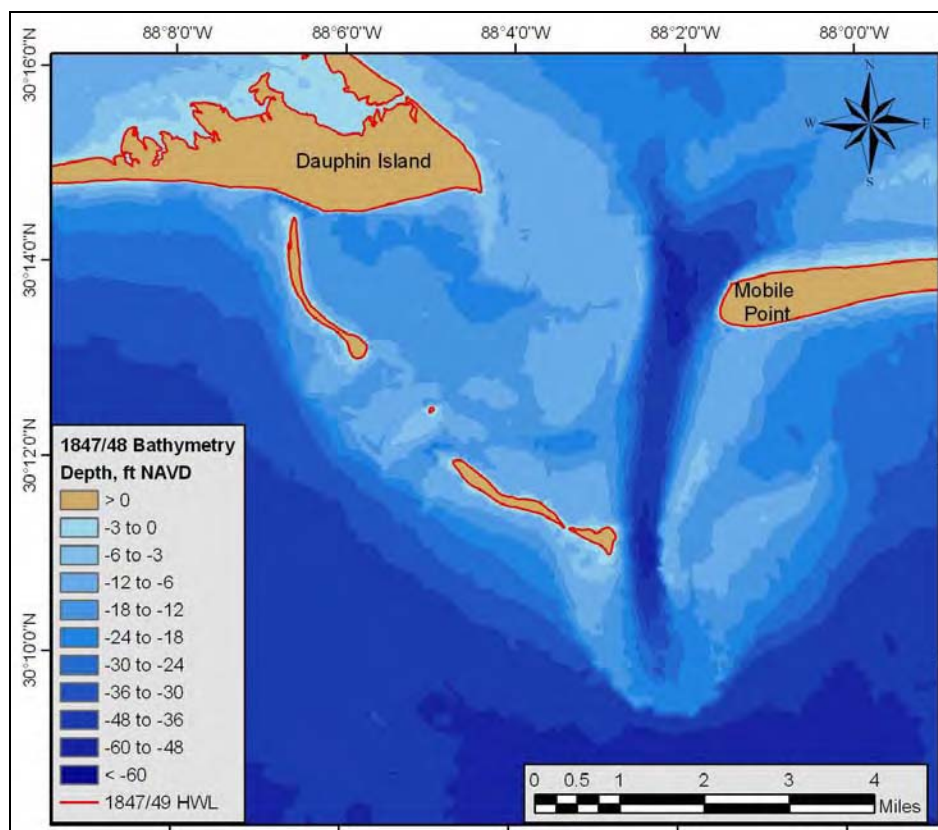 88°8'0"W 88°6'0"W 88°4'0"W 88°2'0"W 88°0'0"W
30°16'0"N
30°14'0"N
30°12'0"N
30°10'0"N
N
W E
S
Dauphin Island
Mobile
Point
1847/48 Bathymetry
Depth, ft NAVD
> 0
-3 to 0
-6 to -3
-12 to -6
-18 to -12
-24 to -18
-30 to -24
-36 to -30
-48 to -36
-60 to -48
< -60
1847/49 HWL
0 0.5 1 2 3 4
Miles